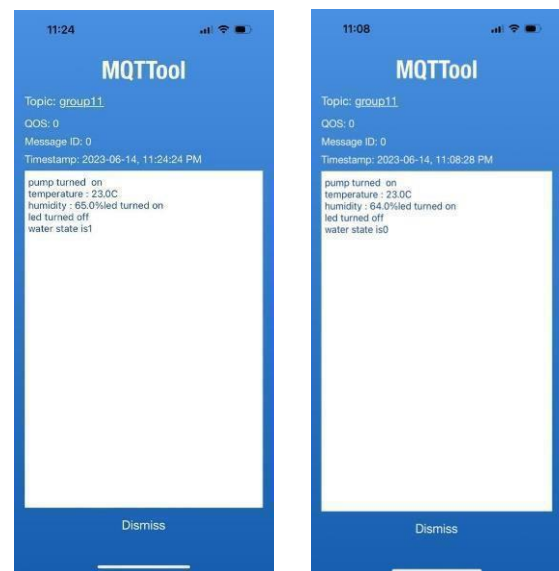 11:24
MQTTool
Topic: group11
QOS: 0
Message ID: 0
Timestamp: 2023-06-14, 11:24:24 PM
pump turned  on
temperature : 23.0C
humidity : 65.0%led turned on
led turned off
water state is1
Dismiss
11:08
MQTTool
Topic: group11
QOS: 0
Message ID: 0
Timestamp: 2023-06-14, 11:08:28 PM
pump turned  on
temperature : 23.0C
humidity : 64.0%led turned on
led turned off
water state is0
Dismiss